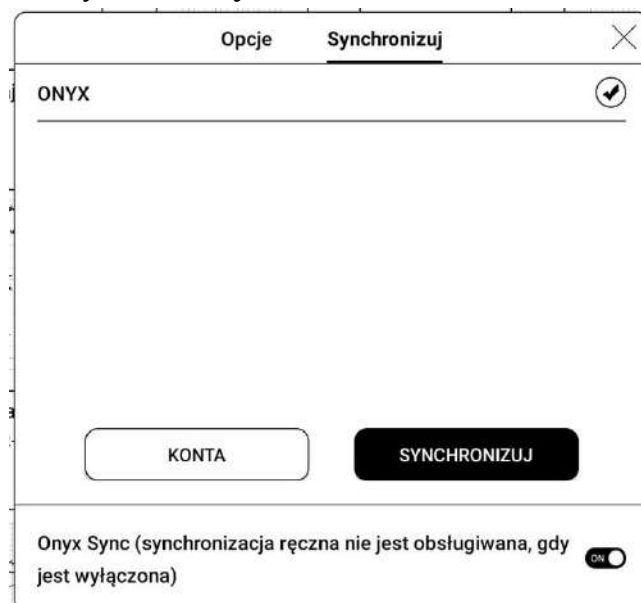 Opcje Synchronizuj
ONYX
KONTA SYNCHRONIZUJ
Onyx Sync (synchronizacja ręczna nie jest obsługiwana, gdy
jest wyłączona)
ON